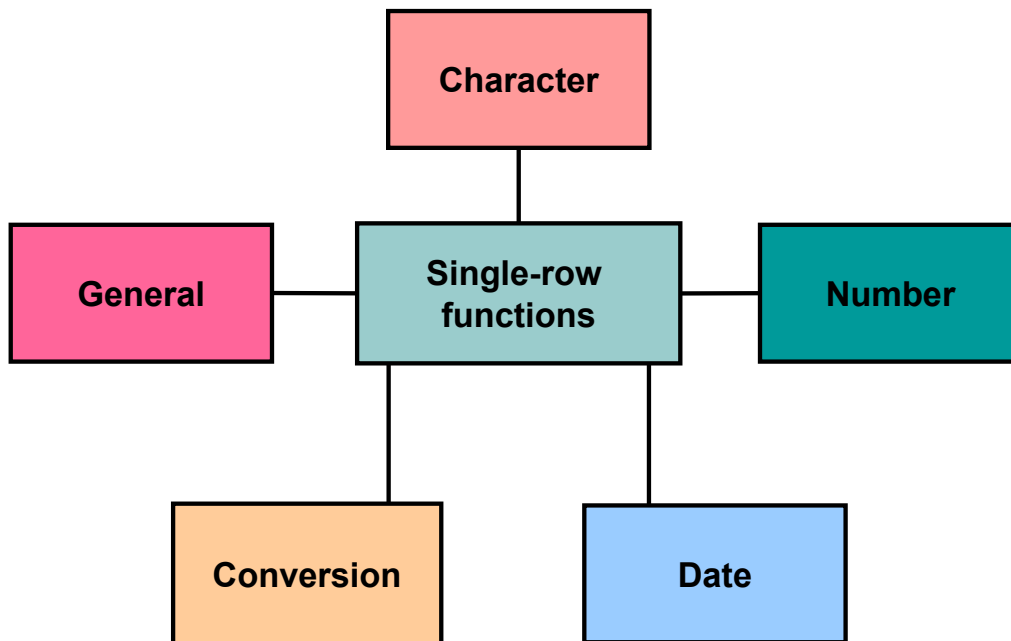 Character
General
Single-row
functions
Number
Conversion
Date